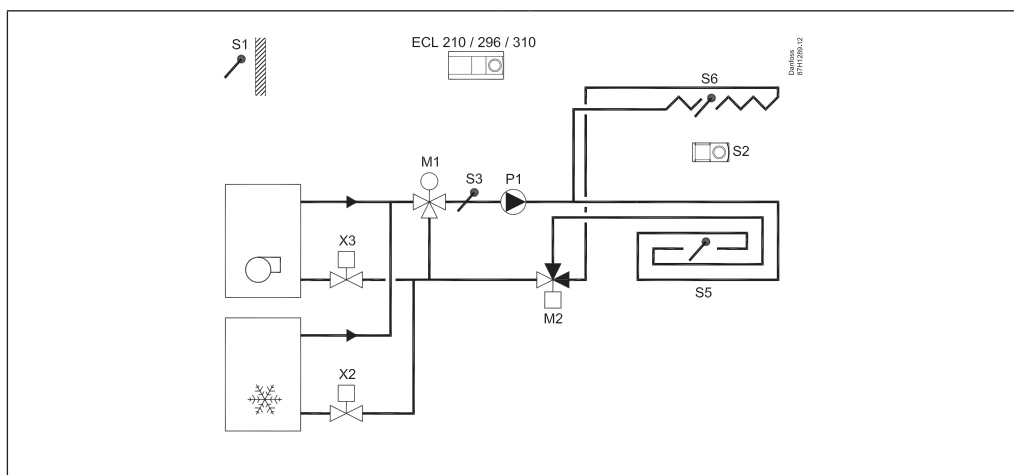 S1
ECL 210 / 296 / 310
Danfoss
87H1289-12
S6
S2
M1
S3
P1
X3
S5
M2
X2